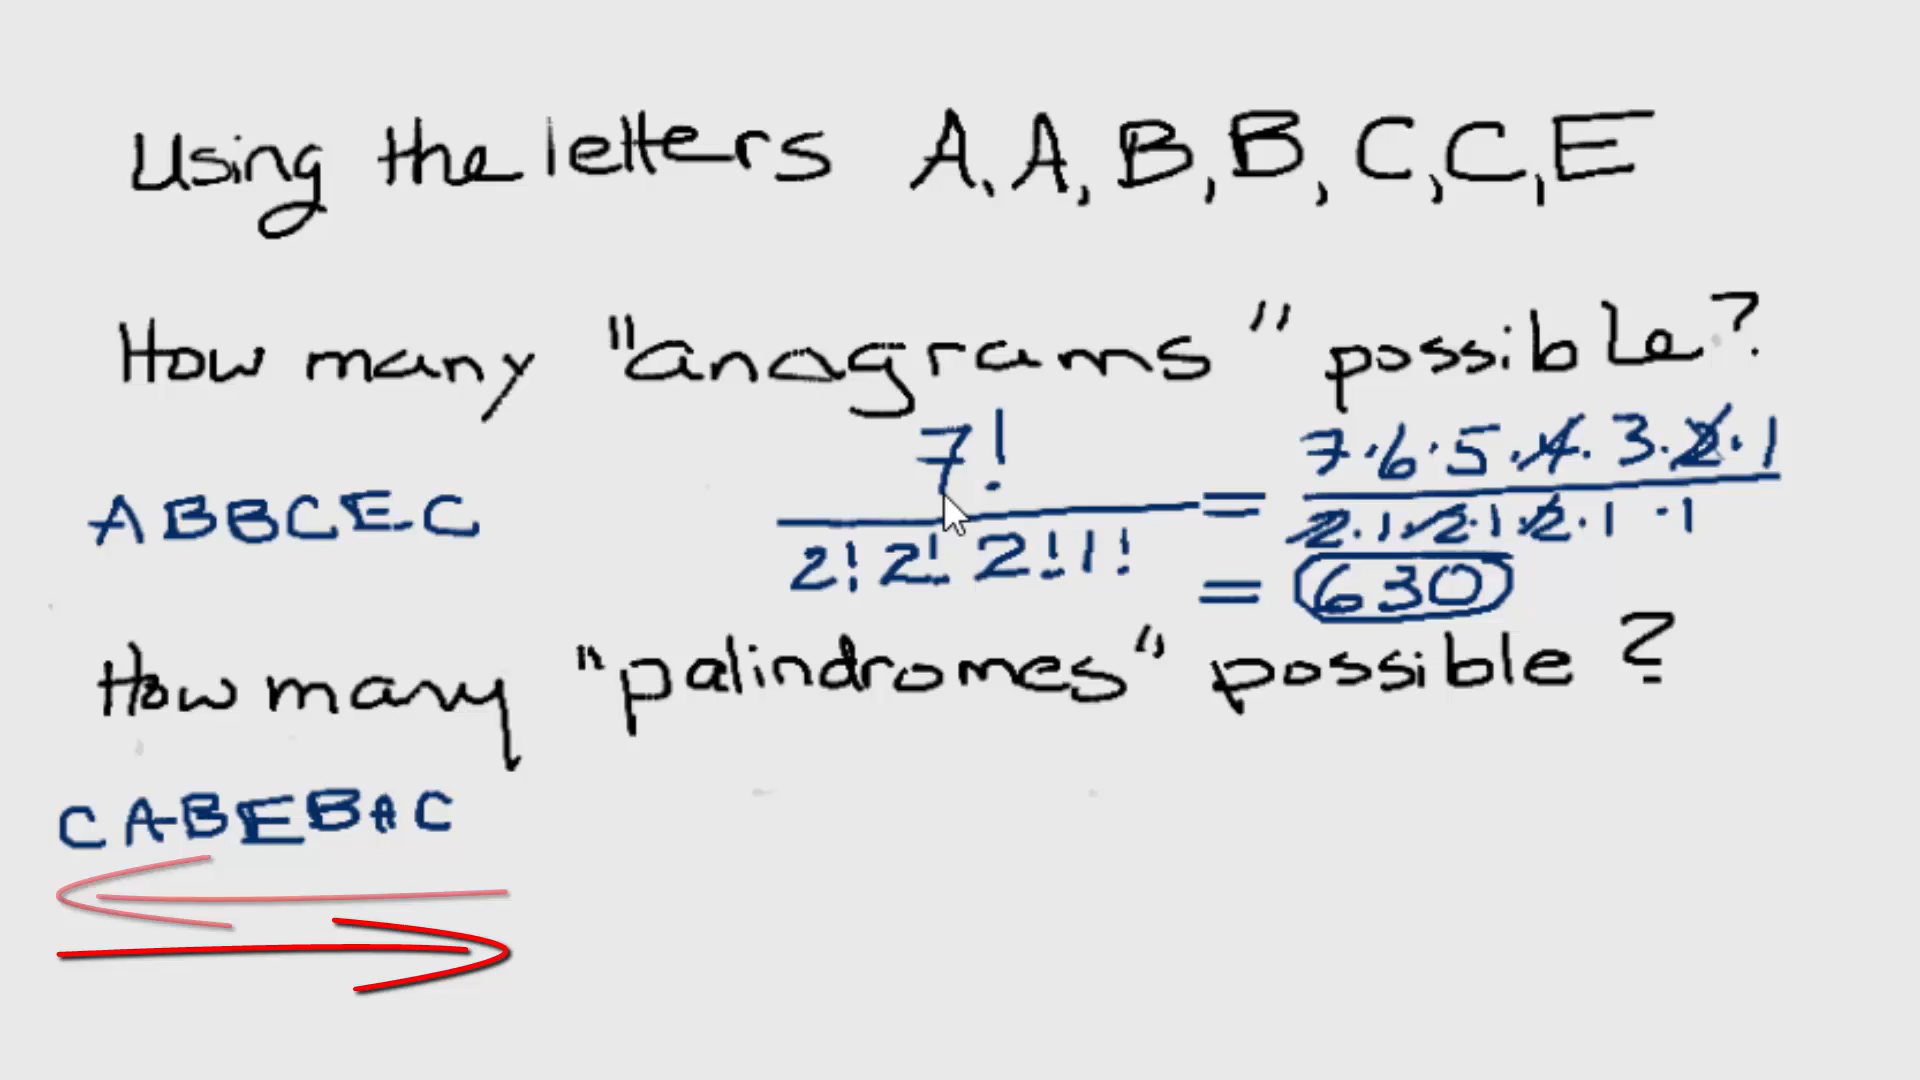 Using the letters A, A, B, B, C, C, E
How many "anagrams" possible?
7! 7·6·5·4·3·2·1
ABBCEC = 
2! 2! 2! 1! 2·1·2·1·2·1·1
= 630
How many "palindromes" possible?
CABEBAC